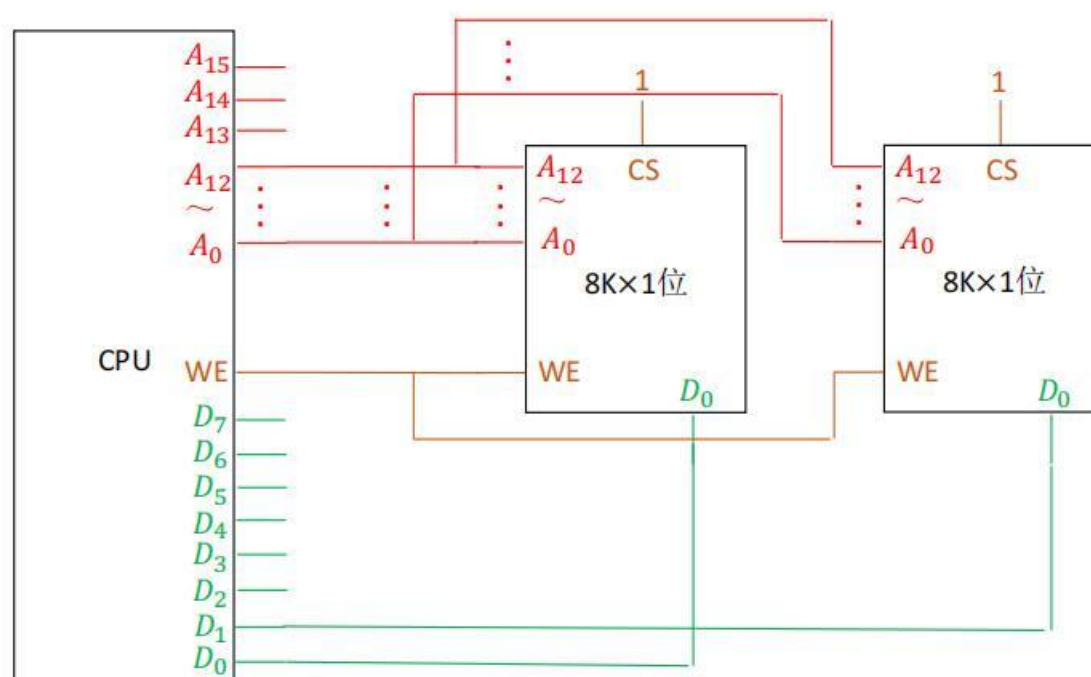 A₁₅
A₁₄
A₁₃
A₁₂
~
A₀
CPU
WE
D₇
D₆
D₅
D₄
D₃
D₂
D₁
D₀
1
CS
A₁₂
~
A₀
8K×1位
WE
D₀
1
CS
A₁₂
~
A₀
8K×1位
WE
D₀